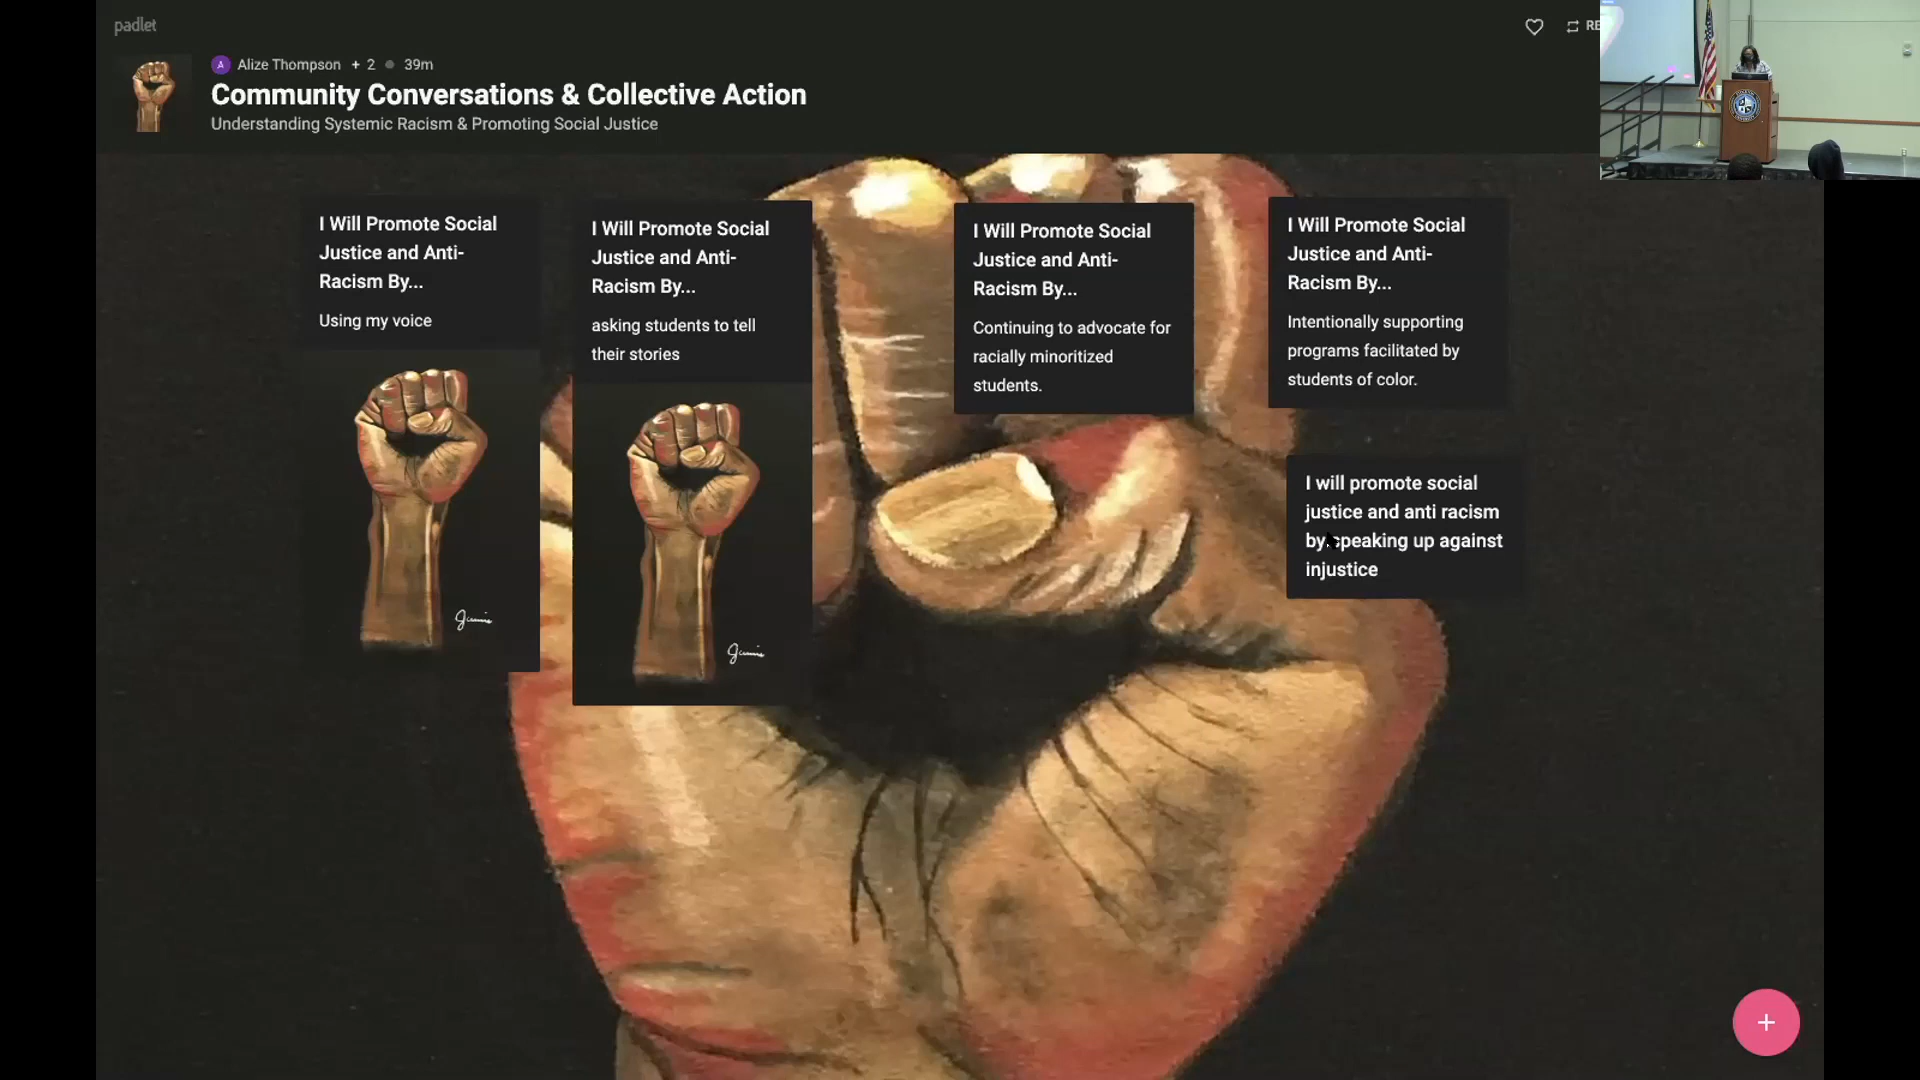 padlet
RE
A Alize Thompson + 2 39m
Community Conversations & Collective Action
Understanding Systemic Racism & Promoting Social Justice
I Will Promote Social
Justice and Anti-
Racism By...
Using my voice
I Will Promote Social
Justice and Anti-
Racism By...
asking students to tell
their stories
I Will Promote Social
Justice and Anti-
Racism By...
Continuing to advocate for
racially minoritized
students.
I Will Promote Social
Justice and Anti-
Racism By...
Intentionally supporting
programs facilitated by
students of color.
I will promote social
justice and anti racism
by speaking up against
injustice